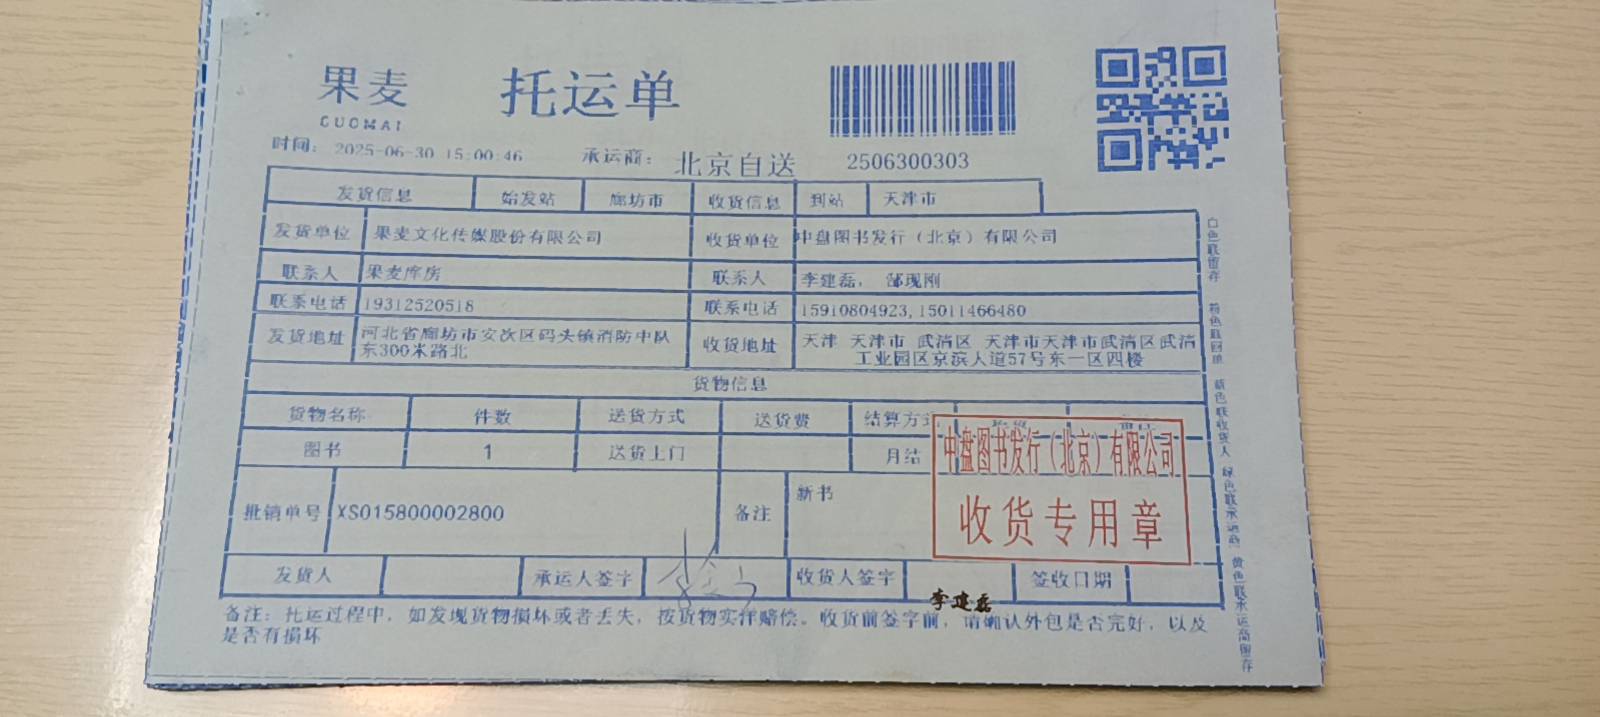 果麦
GUOMAI
托运单
时间： 2025-06-30 15:00:46
承运商： 北京自送
2506300303
发货信息 始发站 廊坊市 收货信息 到站 天津市
发货单位 果麦文化传媒股份有限公司 收货单位 中盘图书发行（北京）有限公司
联系人 果麦库房 联系人 李建磊， 鄐现刚
联系电话 19312520518 联系电话 15910804923,15011466480
发货地址 河北省廊坊市安次区码头镇消防中队
东300米路北
收货地址 天津 天津市 武清区 天津市天津市武清区武清
工业园区京滨大道57号东一区四楼
货物信息
货物名称 件数 送货方式 送货费 结算方式
图书 1 送货上门 月结
中盘图书发行（北京）有限公司
收货专用章
批销单号 XS015800002800 备注 新书
发货人 承运人签字 收货人签字 李建磊 签收日期
备注：托运过程中，如发现货物损坏或者丢失，按货物实洋赔偿。收货前签字前，请确认外包是否完好，以及
是否有损坏
白色联留存 粉色联回单 蓝色联收货人 绿色联承运商 黄色联承运商留存